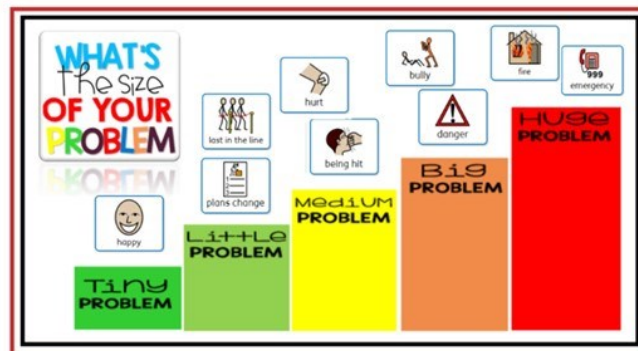 WHAT'S
the size
OF YOUR
PROBLEM
happy
Tiny
PROBLEM
last in the line
plans change
Little
PROBLEM
hurt
being hit
Medium
PROBLEM
bully
danger
Big
PROBLEM
fire
999
emergency
Huge
PROBLEM